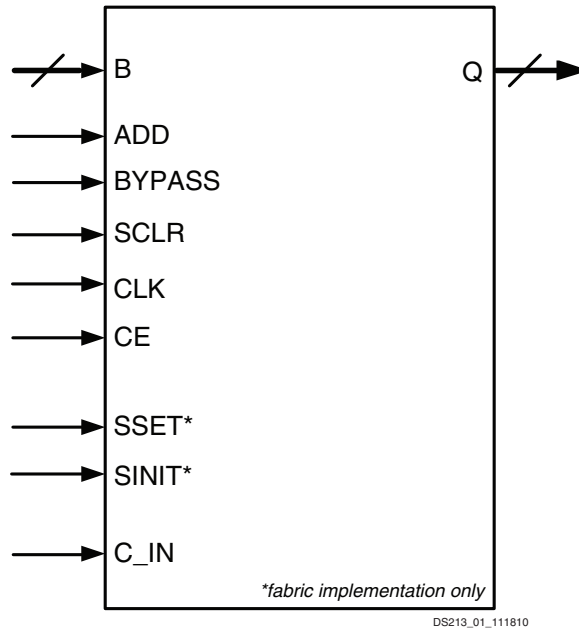 B
Q
ADD
BYPASS
SCLR
CLK
CE
SSET*
SINIT*
C_IN
*fabric implementation only
DS213_01_111810